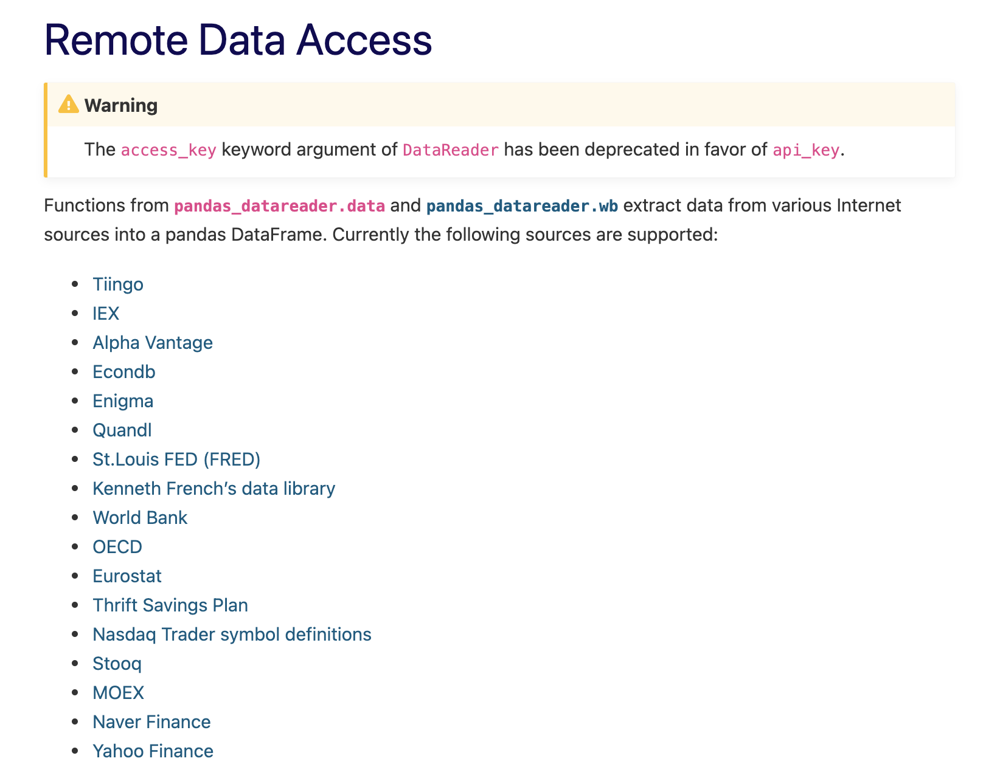 Remote Data Access
Warning
The access_key keyword argument of DataReader has been deprecated in favor of api_key.
Functions from pandas_datareader.data and pandas_datareader.wb extract data from various Internet
sources into a pandas DataFrame. Currently the following sources are supported:
• Tiingo
• IEX
• Alpha Vantage
• Econdb
• Enigma
• Quandl
• St.Louis FED (FRED)
• Kenneth French’s data library
• World Bank
• OECD
• Eurostat
• Thrift Savings Plan
• Nasdaq Trader symbol definitions
• Stooq
• MOEX
• Naver Finance
• Yahoo Finance